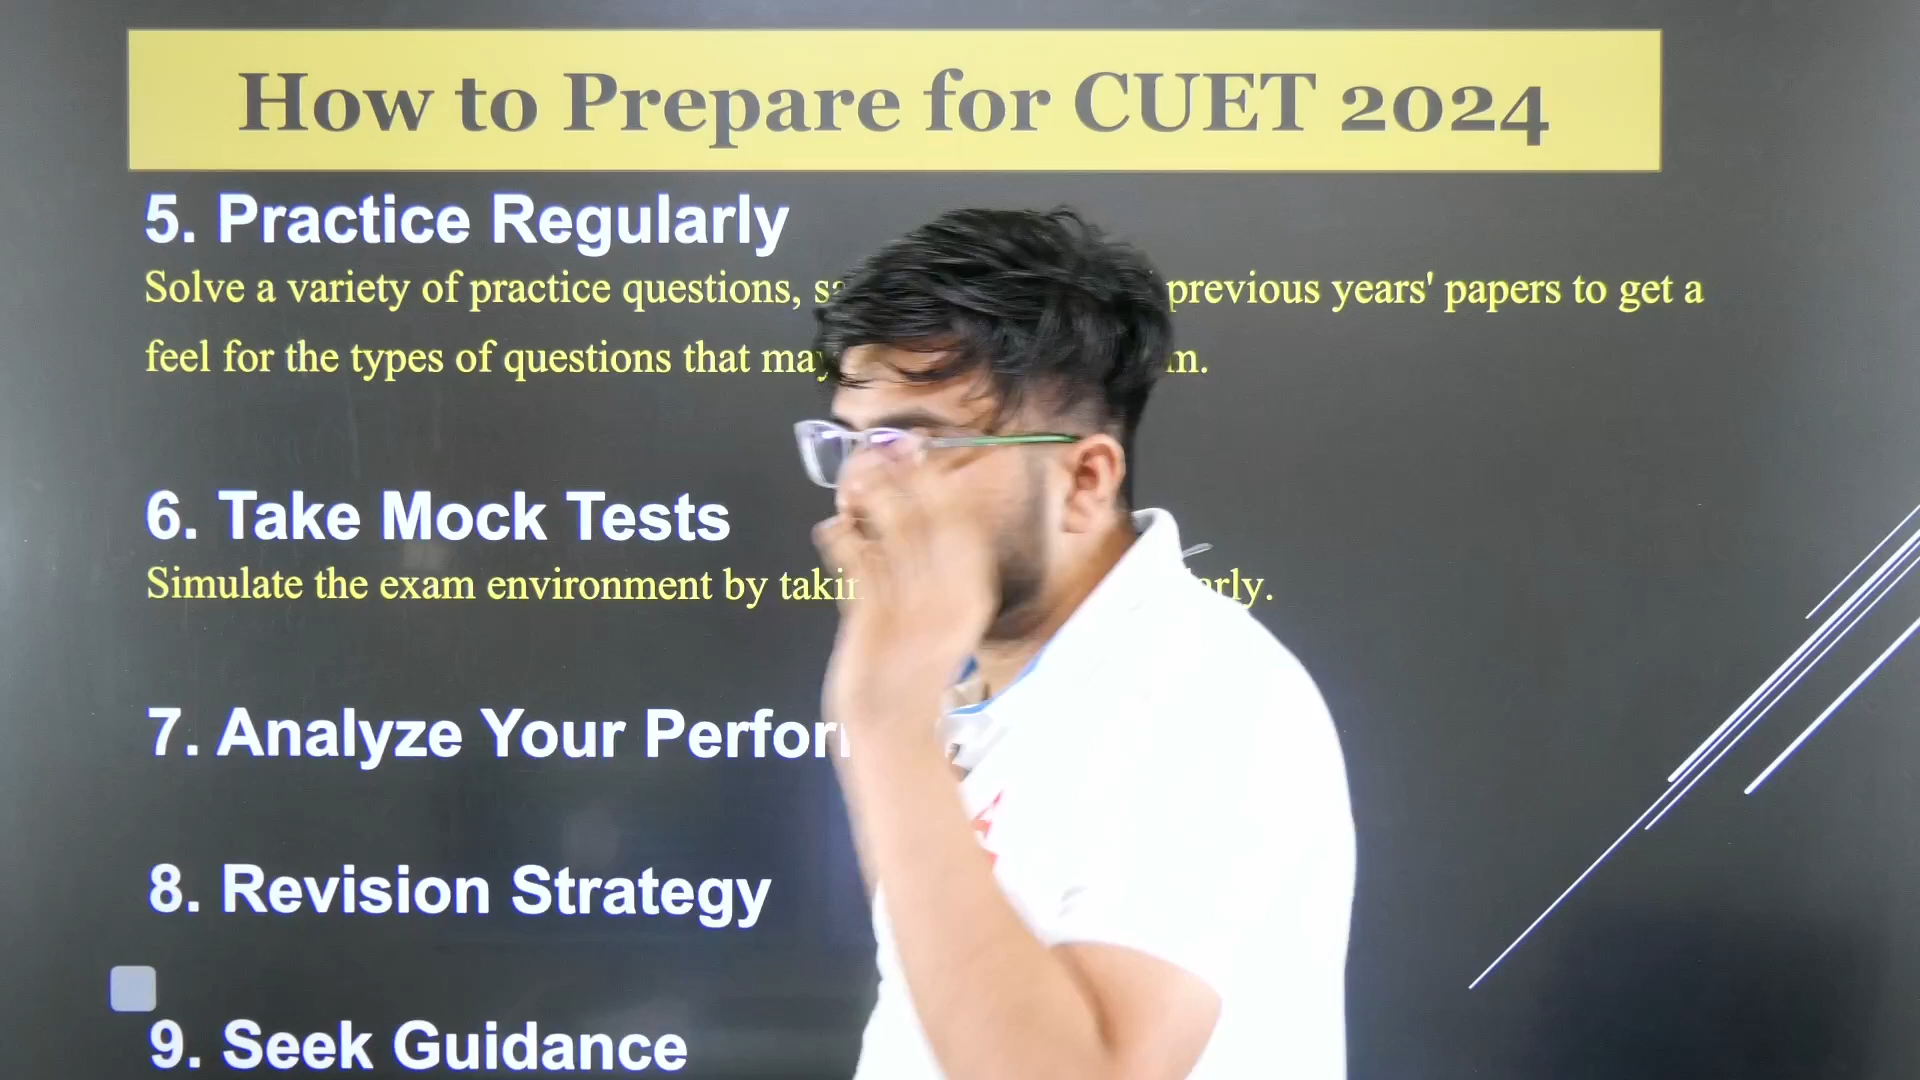 How to Prepare for CUET 2024
5. Practice Regularly
Solve a variety of practice questions, previous years' papers to get a
feel for the types of questions that may
6. Take Mock Tests
Simulate the exam environment by
7. Analyze Your
8. Revision Strategy
9. Seek Guidance